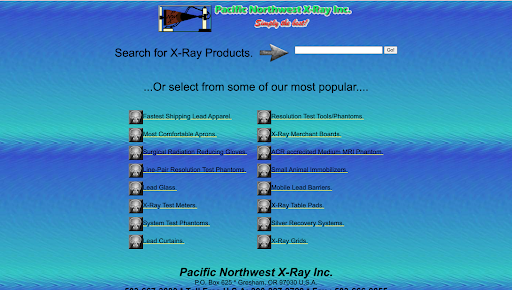 Pacific Northwest X-Ray Inc.
Simply the best!
Search for X-Ray Products.
Go!
...Or select from some of our most popular....
Fastest Shipping Lead Apparel.
Resolution Test Tools/Phantoms.
Most Comfortable Aprons.
X-Ray Merchant Boards.
Surgical Radiation Reducing Gloves.
ACR accredited Medium MRI Phantom.
Line-Pair Resolution Test Phantoms.
Small Animal Immobilizers.
Lead Glass.
Mobile Lead Barriers.
X-Ray Test Meters.
X-Ray Table Pads.
System Test Phantoms.
Silver Recovery Systems.
Lead Curtains.
X-Ray Grids.
Pacific Northwest X-Ray Inc.
P.O. Box 625 * Gresham, OR 97030 U.S.A.